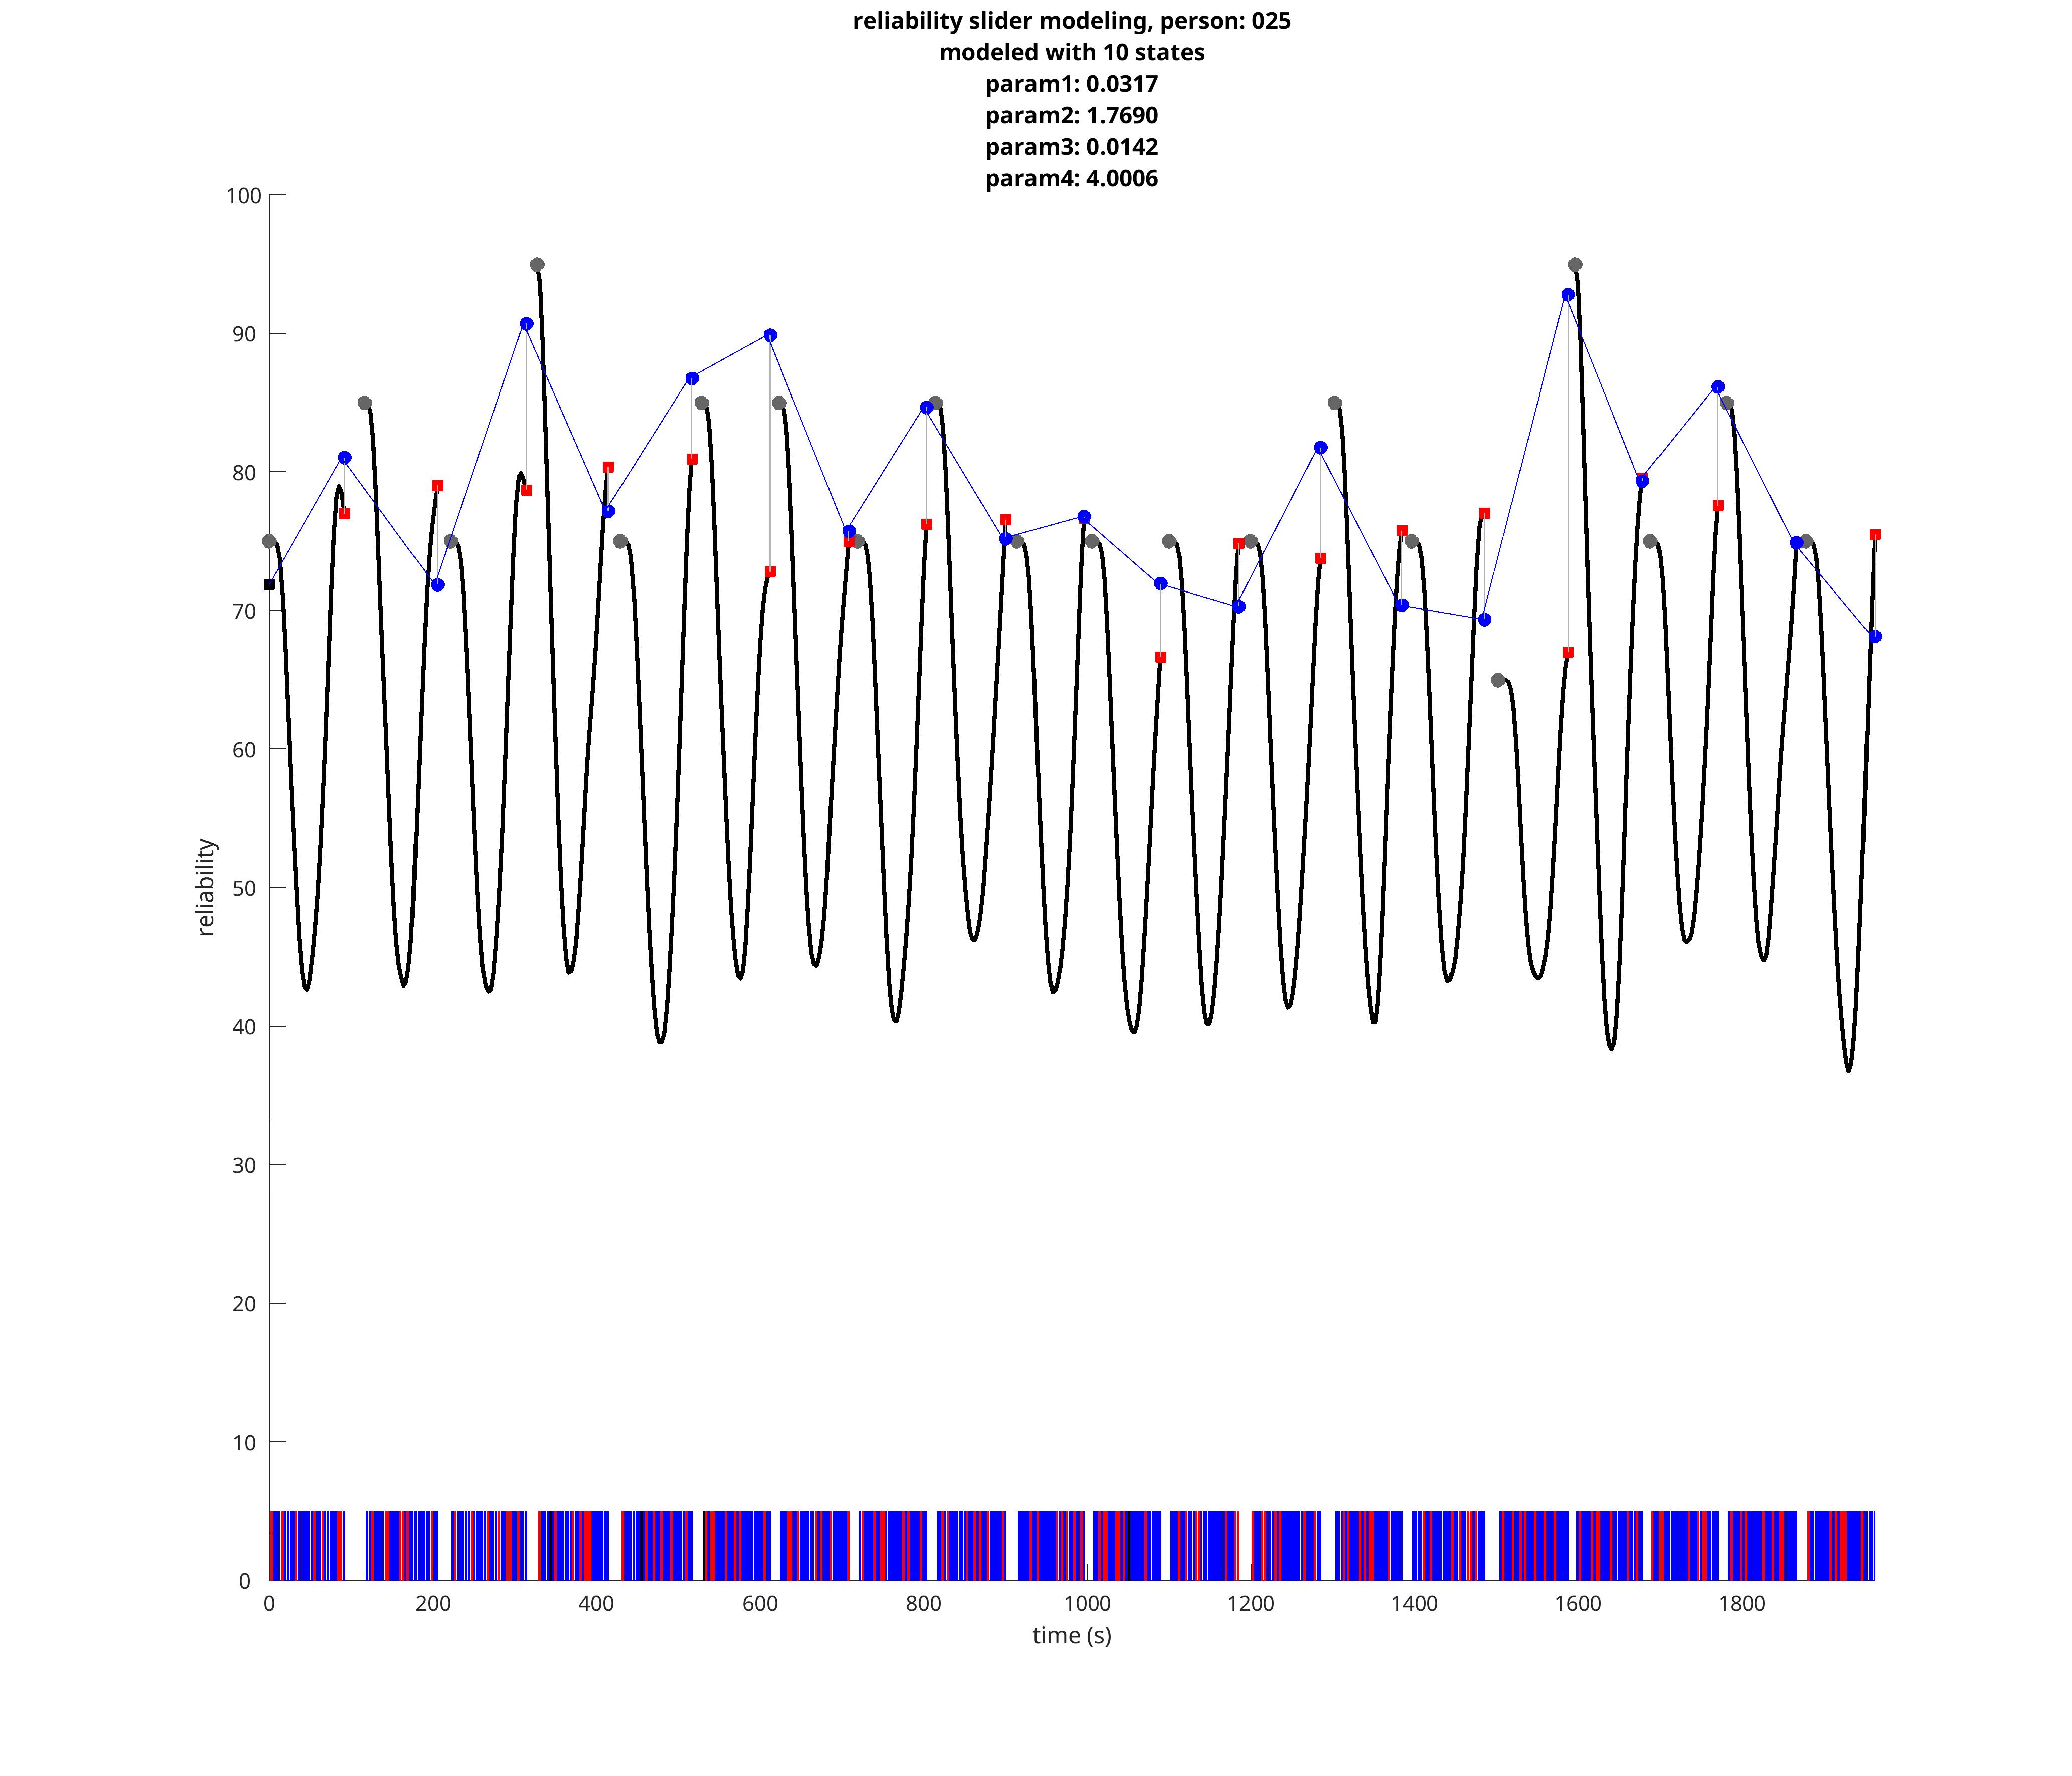 reliability slider modeling, person: 025
modeled with 10 states
param1: 0.0317
param2: 1.7690
param3: 0.0142
param4: 4.0006
100
90
80
70
60
50
40
30
20
10
0
reliability
0 200 400 600 800 1000 1200 1400 1600 1800
time (s)